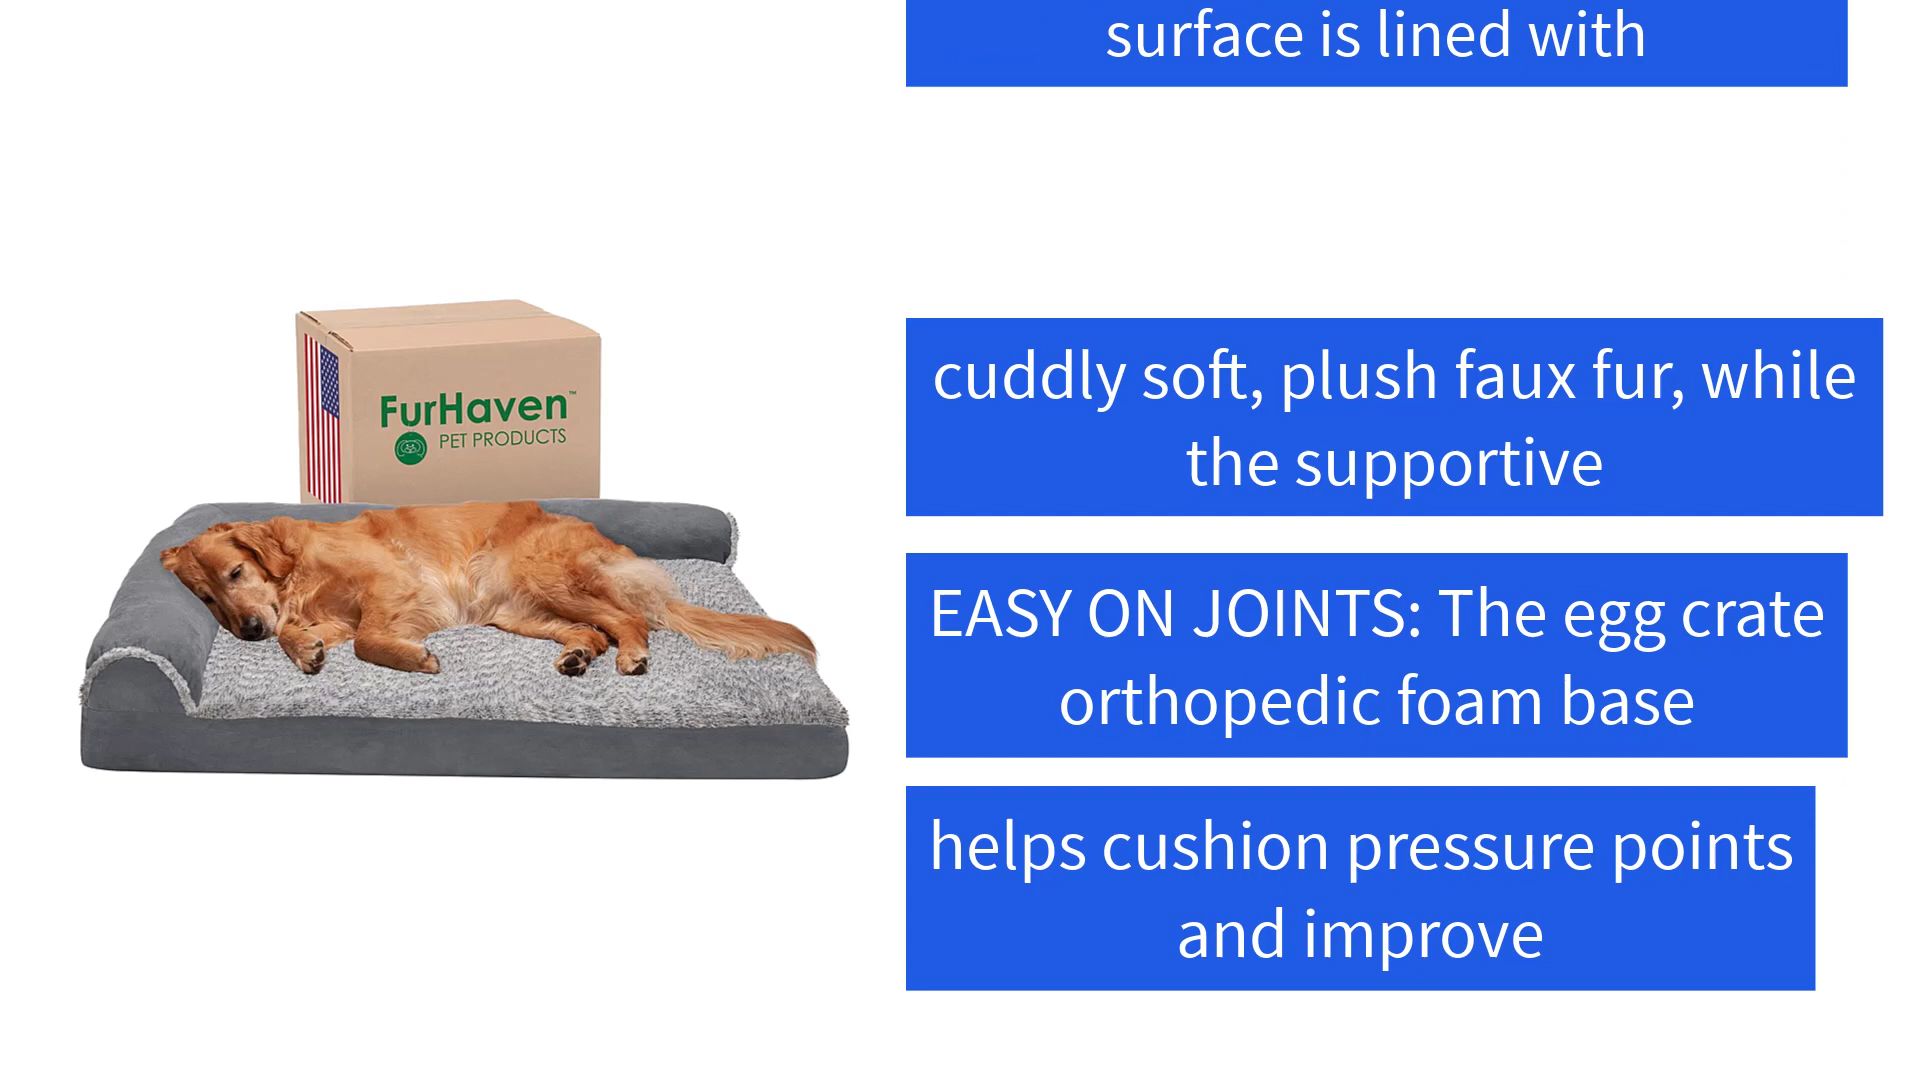 surface is lined with
FurHaven™
PET PRODUCTS
cuddly soft, plush faux fur, while
the supportive
EASY ON JOINTS: The egg crate
orthopedic foam base
helps cushion pressure points
and improve